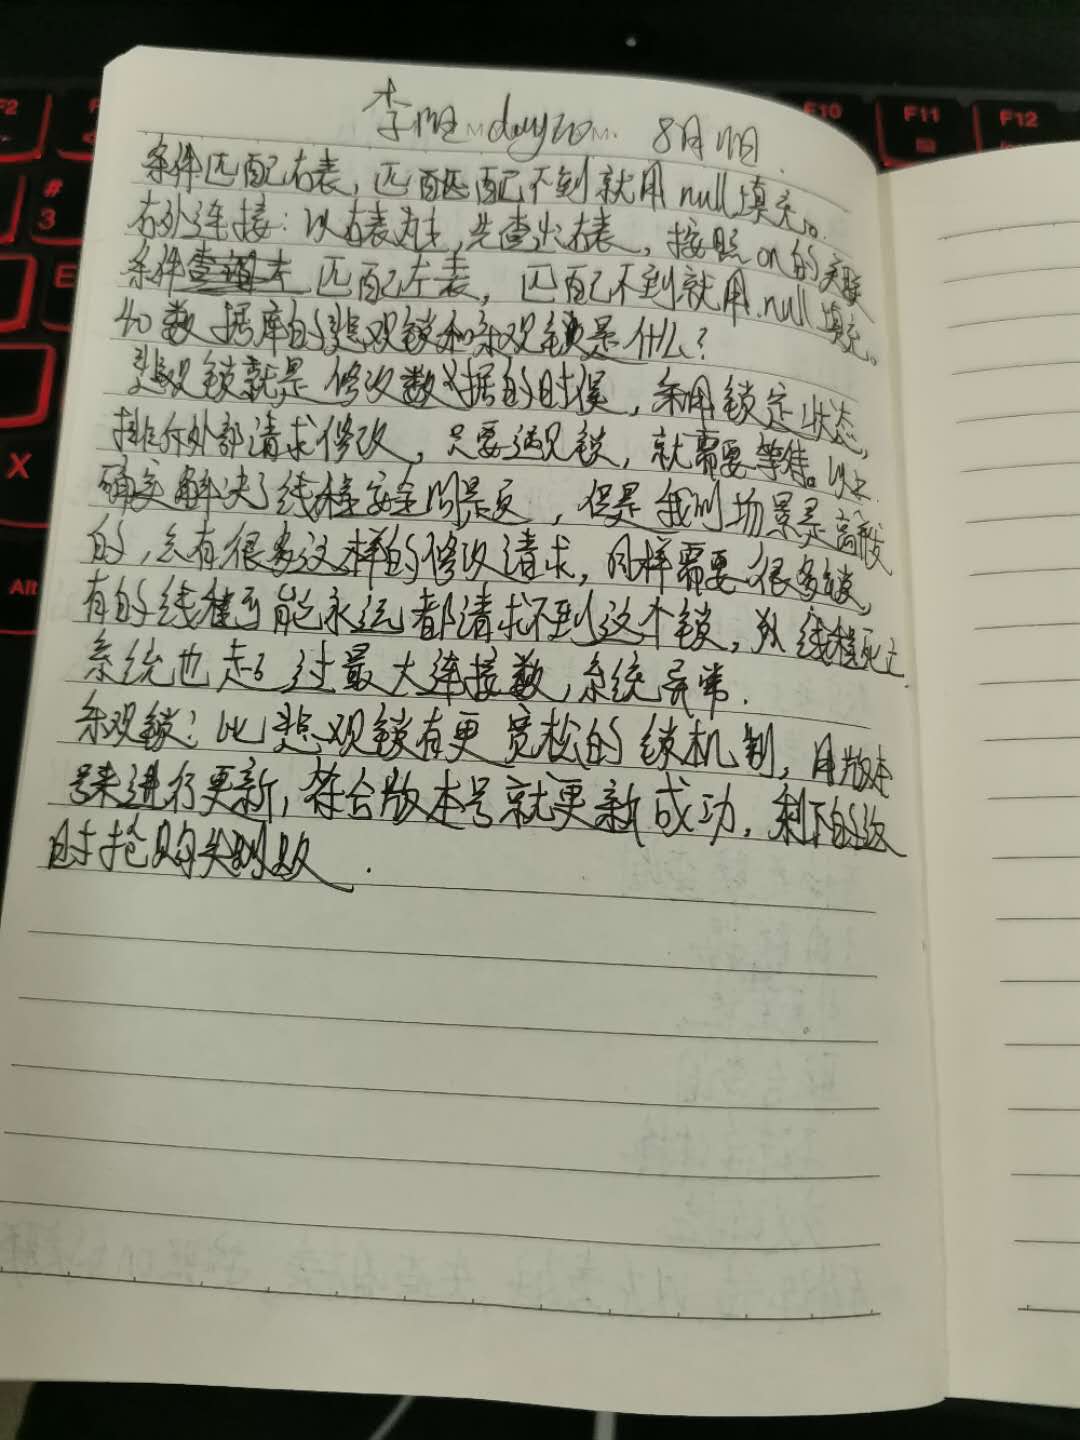 李 day20 8月 日
条件匹配右表，匹配匹配不到就用null填充。
右外连接：以右表为主，先查出右表，按照on的关联
条件 匹配左表，匹配不到就用null填充。
40 数据库的悲观锁和乐观锁是什么？
悲观锁就是修改数据的时候，采用锁定状态，
排斥外部请求修改，只要遇见锁，就需要等待。以上
确实解决了线程安全问题，但是我们场景是高并发
的，会有很多这样的修改请求，同样需要很多锁，
有的线程可能永远都请求不到这个锁，从线程死亡
系统也超过最大连接数，系统异常.
乐观锁：比悲观锁有更宽松的锁机制，用版本
号来进行更新，符合版本号就更新成功，剩下的返
时抢购失败.
F2
F10
F11
F12
#
3
E
X
Alt